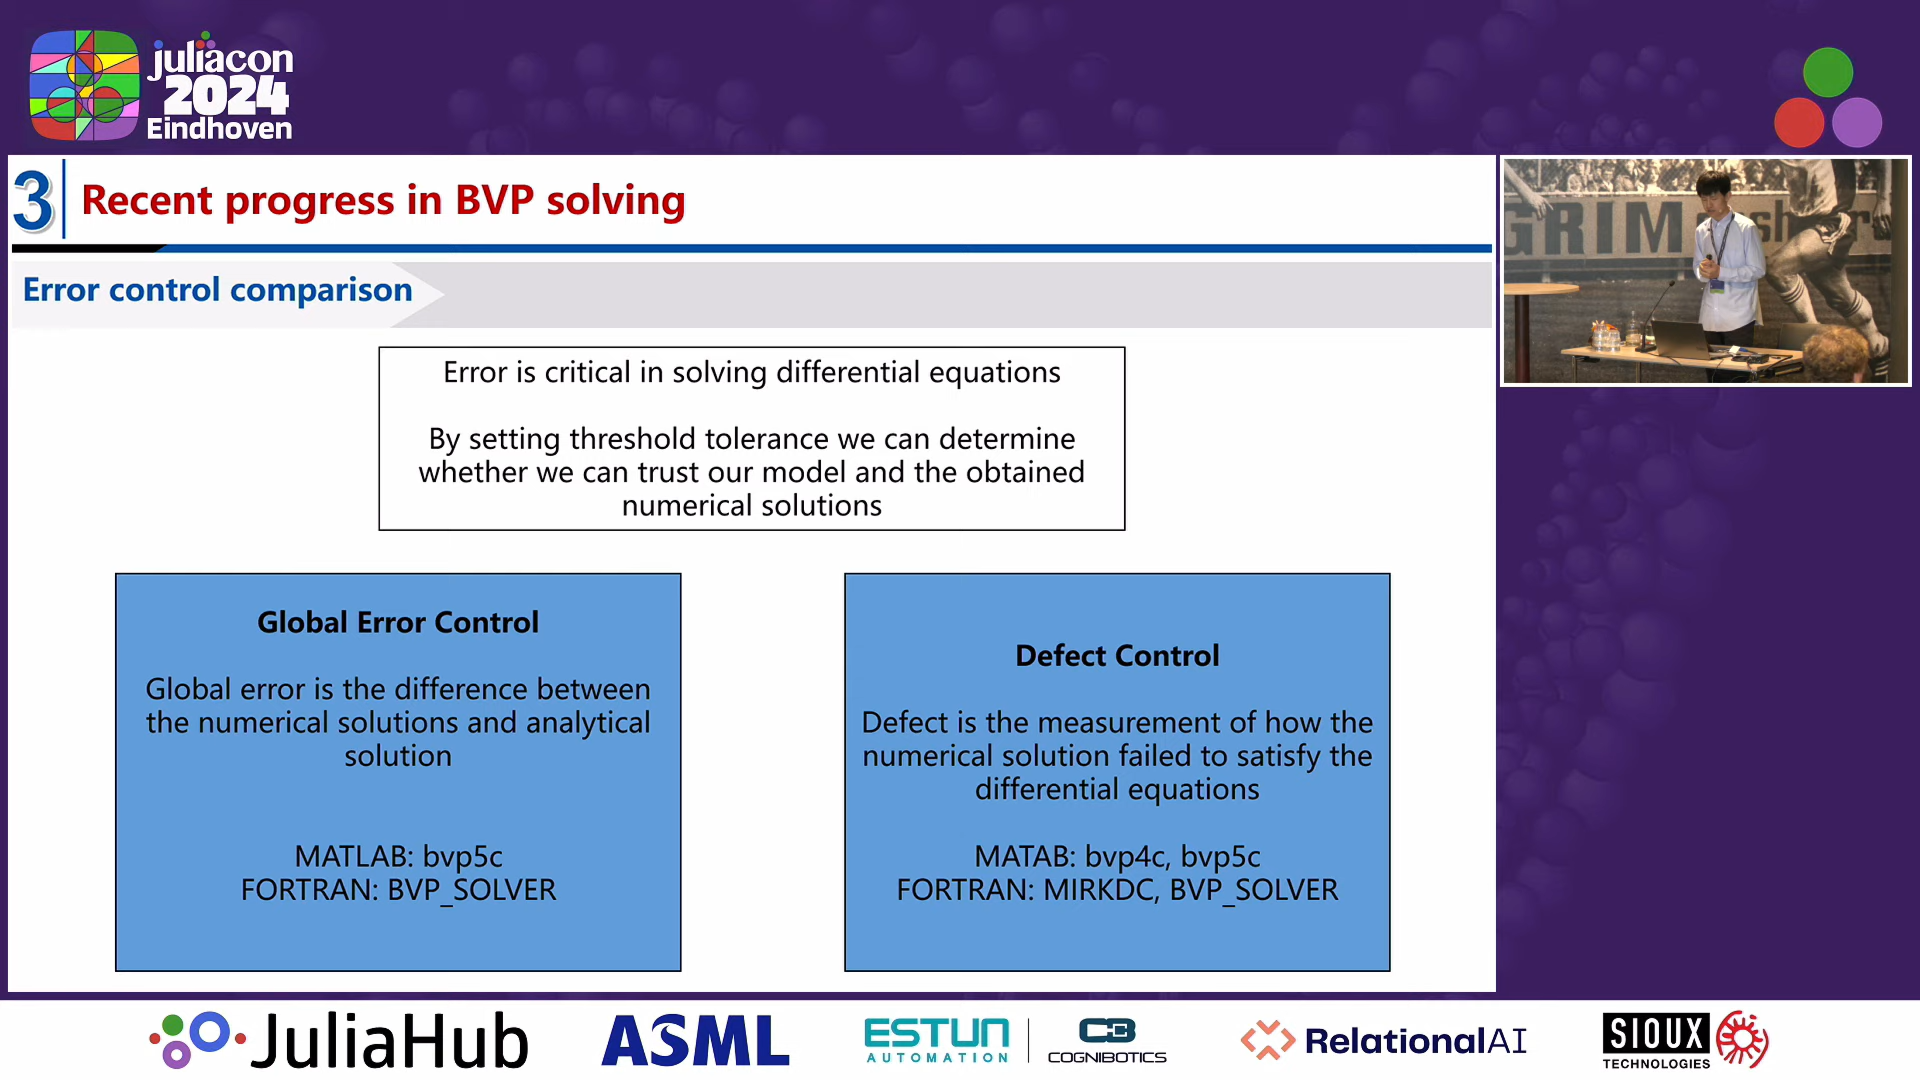 juliacon
2024
Eindhoven
3
Recent progress in BVP solving
Error control comparison
Error is critical in solving differential equations
By setting threshold tolerance we can determine
whether we can trust our model and the obtained
numerical solutions
Global Error Control
Global error is the difference between
the numerical solutions and analytical
solution
MATLAB: bvp5c
FORTRAN: BVP_SOLVER
Defect Control
Defect is the measurement of how the
numerical solution failed to satisfy the
differential equations
MATAB: bvp4c, bvp5c
FORTRAN: MIRKDC, BVP_SOLVER
GRIM
JuliaHub
ASML
ESTUN
AUTOMATION
COGNIBOTICS
RelationalAI
SIOUX
TECHNOLOGIES